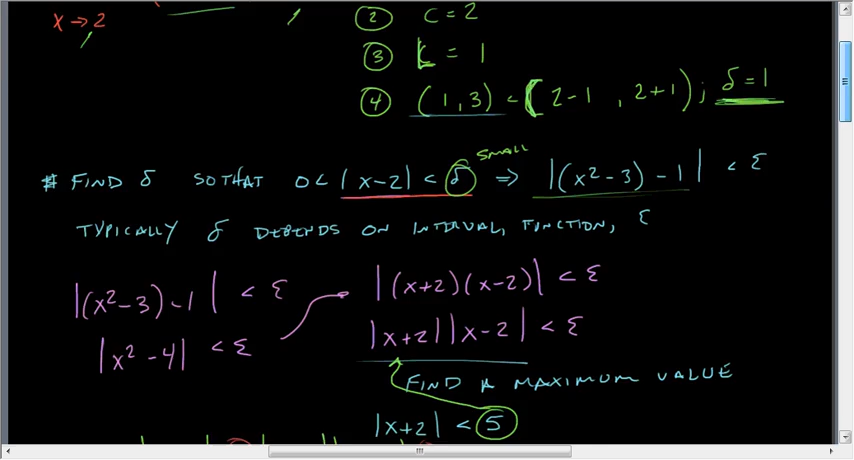 x → 2
② C = 2
③ L = 1
④ (1, 3) < (2-1, 2+1); δ = 1
SMALL
# FIND δ SO THAT 0 < |x-2| < δ ⇒ |(x² - 3) - 1| < ε
TYPICALLY δ DEPENDS ON INTERVAL, FUNCTION, ε
|(x² - 3) - 1| < ε
|x² - 4| < ε
|(x+2)(x-2)| < ε
|x+2||x-2| < ε
FIND A MAXIMUM VALUE
|x+2| < 5